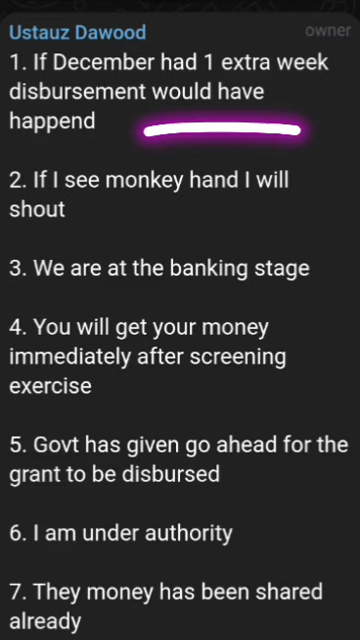 Ustauz Dawood owner
1. If December had 1 extra week
disbursement would have
happend
2. If I see monkey hand I will
shout
3. We are at the banking stage
4. You will get your money
immediately after screening
exercise
5. Govt has given go ahead for the
grant to be disbursed
6. I am under authority
7. They money has been shared
already